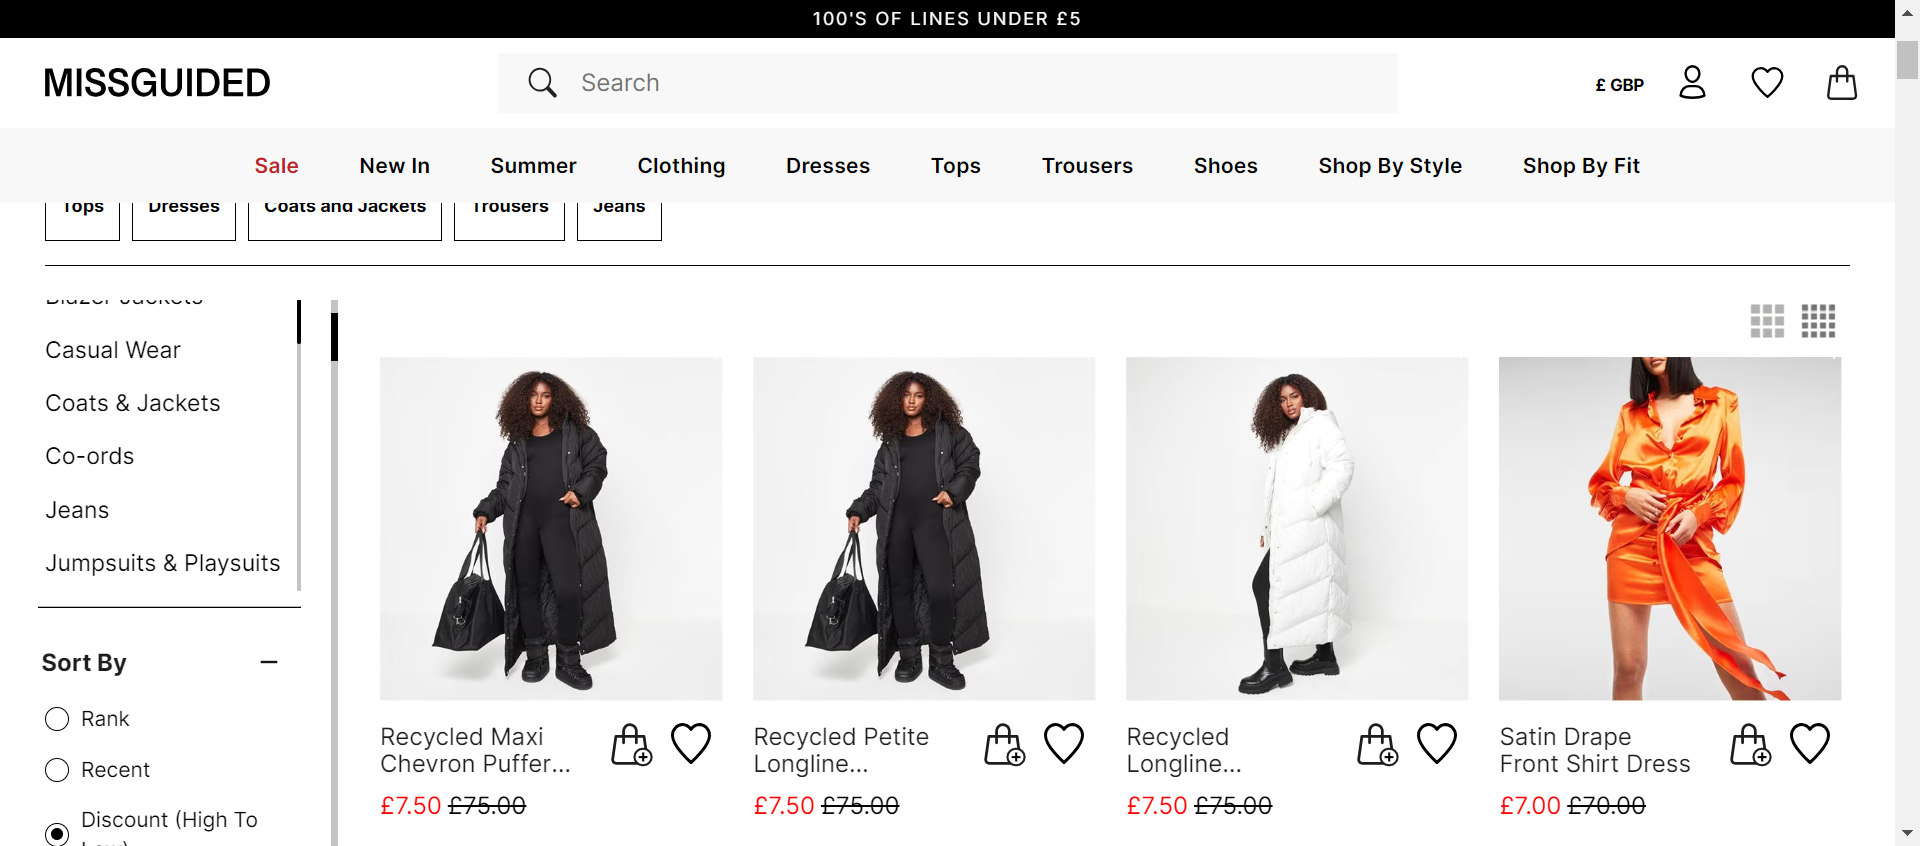 100'S OF LINES UNDER £5
MISSGUIDED
Search
£ GBP
Sale
New In
Summer
Clothing
Dresses
Tops
Trousers
Shoes
Shop By Style
Shop By Fit
Tops
Dresses
Coats and Jackets
Trousers
Jeans
Blazer Jackets
Casual Wear
Coats & Jackets
Co-ords
Jeans
Jumpsuits & Playsuits
Sort By
Rank
Recent
Discount (High To
Low)
Recycled Maxi
Chevron Puffer...
£7.50 £75.00
Recycled Petite
Longline...
£7.50 £75.00
Recycled
Longline...
£7.50 £75.00
Satin Drape
Front Shirt Dress
£7.00 £70.00